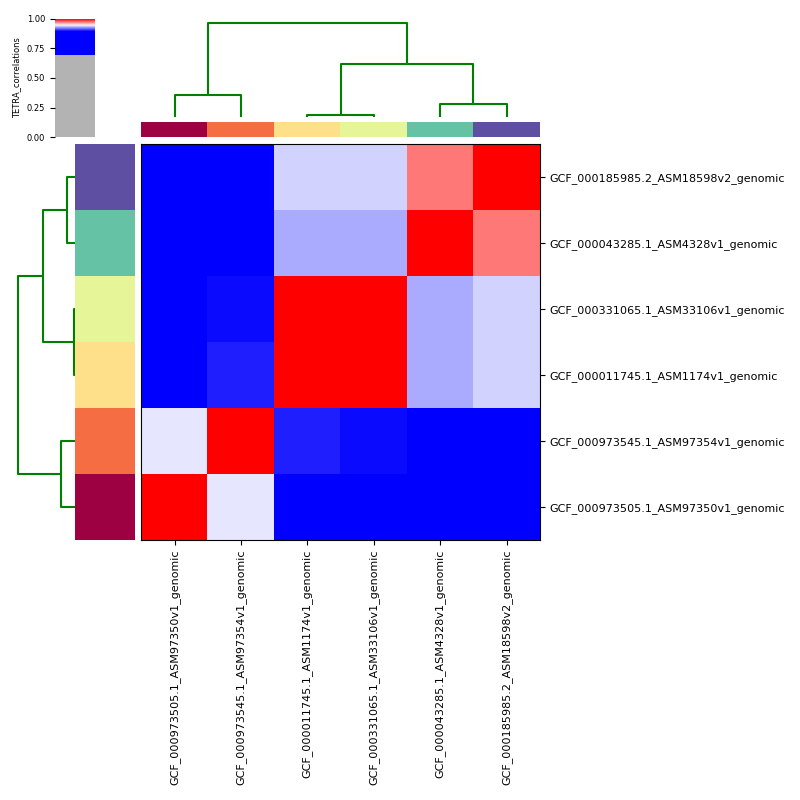 TETRA_correlations
1.00
0.75
0.50
0.25
0.00
GCF_000185985.2_ASM18598v2_genomic
GCF_000043285.1_ASM4328v1_genomic
GCF_000331065.1_ASM33106v1_genomic
GCF_000011745.1_ASM1174v1_genomic
GCF_000973545.1_ASM97354v1_genomic
GCF_000973505.1_ASM97350v1_genomic
GCF_000973505.1_ASM97350v1_genomic
GCF_000973545.1_ASM97354v1_genomic
GCF_000011745.1_ASM1174v1_genomic
GCF_000331065.1_ASM33106v1_genomic
GCF_000043285.1_ASM4328v1_genomic
GCF_000185985.2_ASM18598v2_genomic